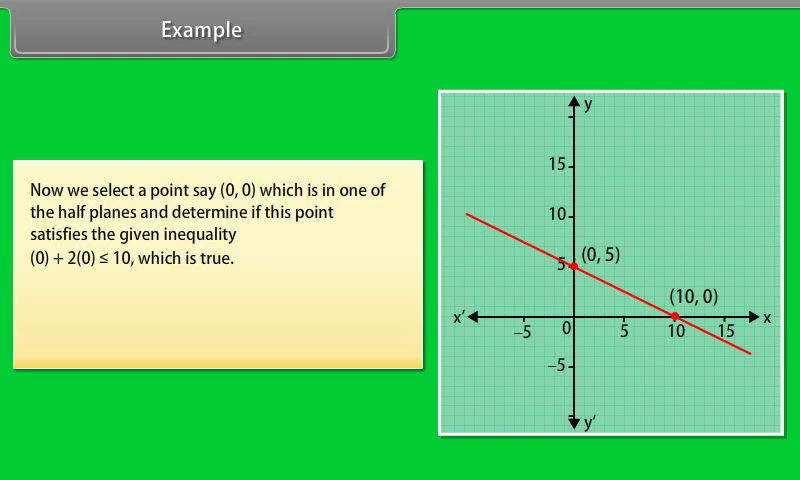 Example
Now we select a point say (0, 0) which is in one of
the half planes and determine if this point
satisfies the given inequality
(0) + 2(0) ≤ 10, which is true.
y
15
10
5
(0, 5)
(10, 0)
x′
x
–5
0
5
10
15
–5
y′